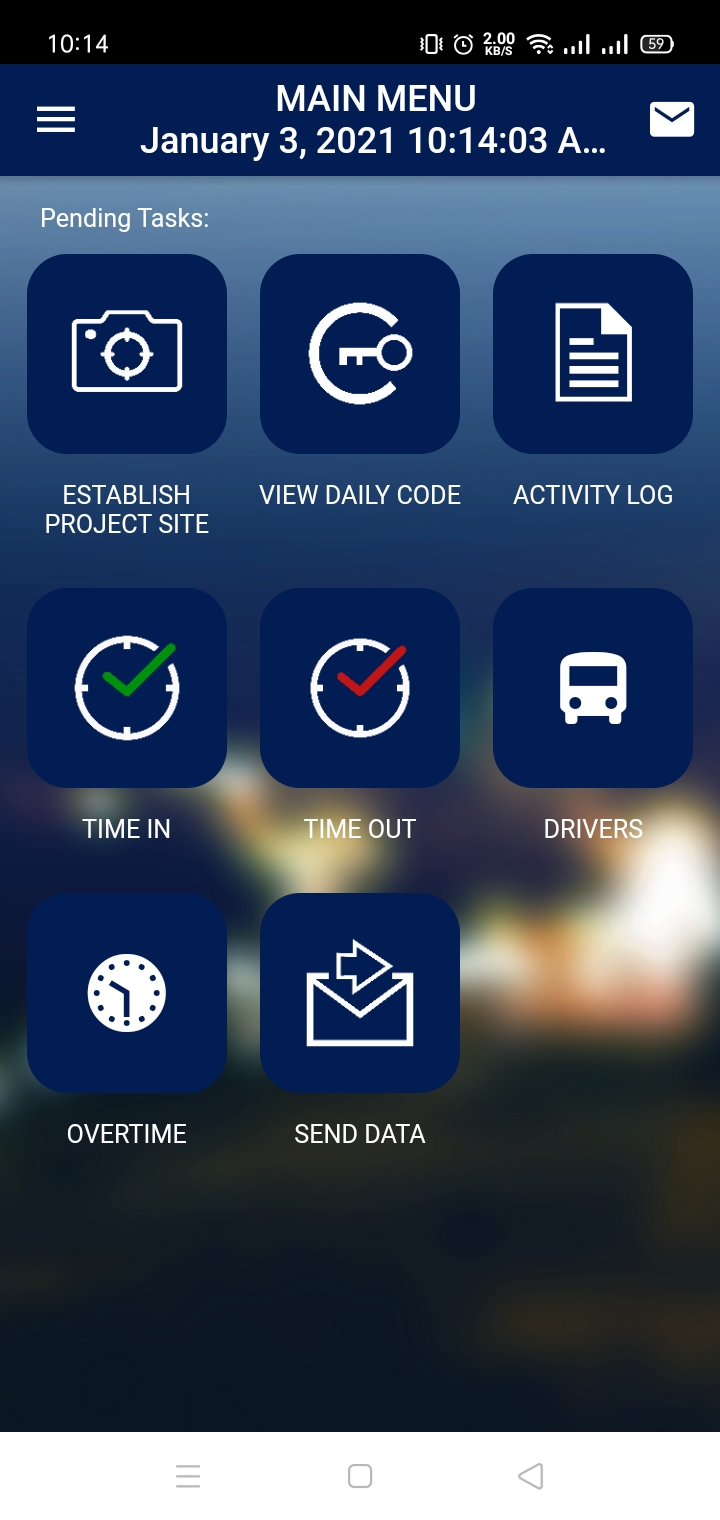 10:14
2.00
KB/S
59
MAIN MENU
January 3, 2021 10:14:03 A...
Pending Tasks:
ESTABLISH
PROJECT SITE
VIEW DAILY CODE
ACTIVITY LOG
TIME IN
TIME OUT
DRIVERS
OVERTIME
SEND DATA